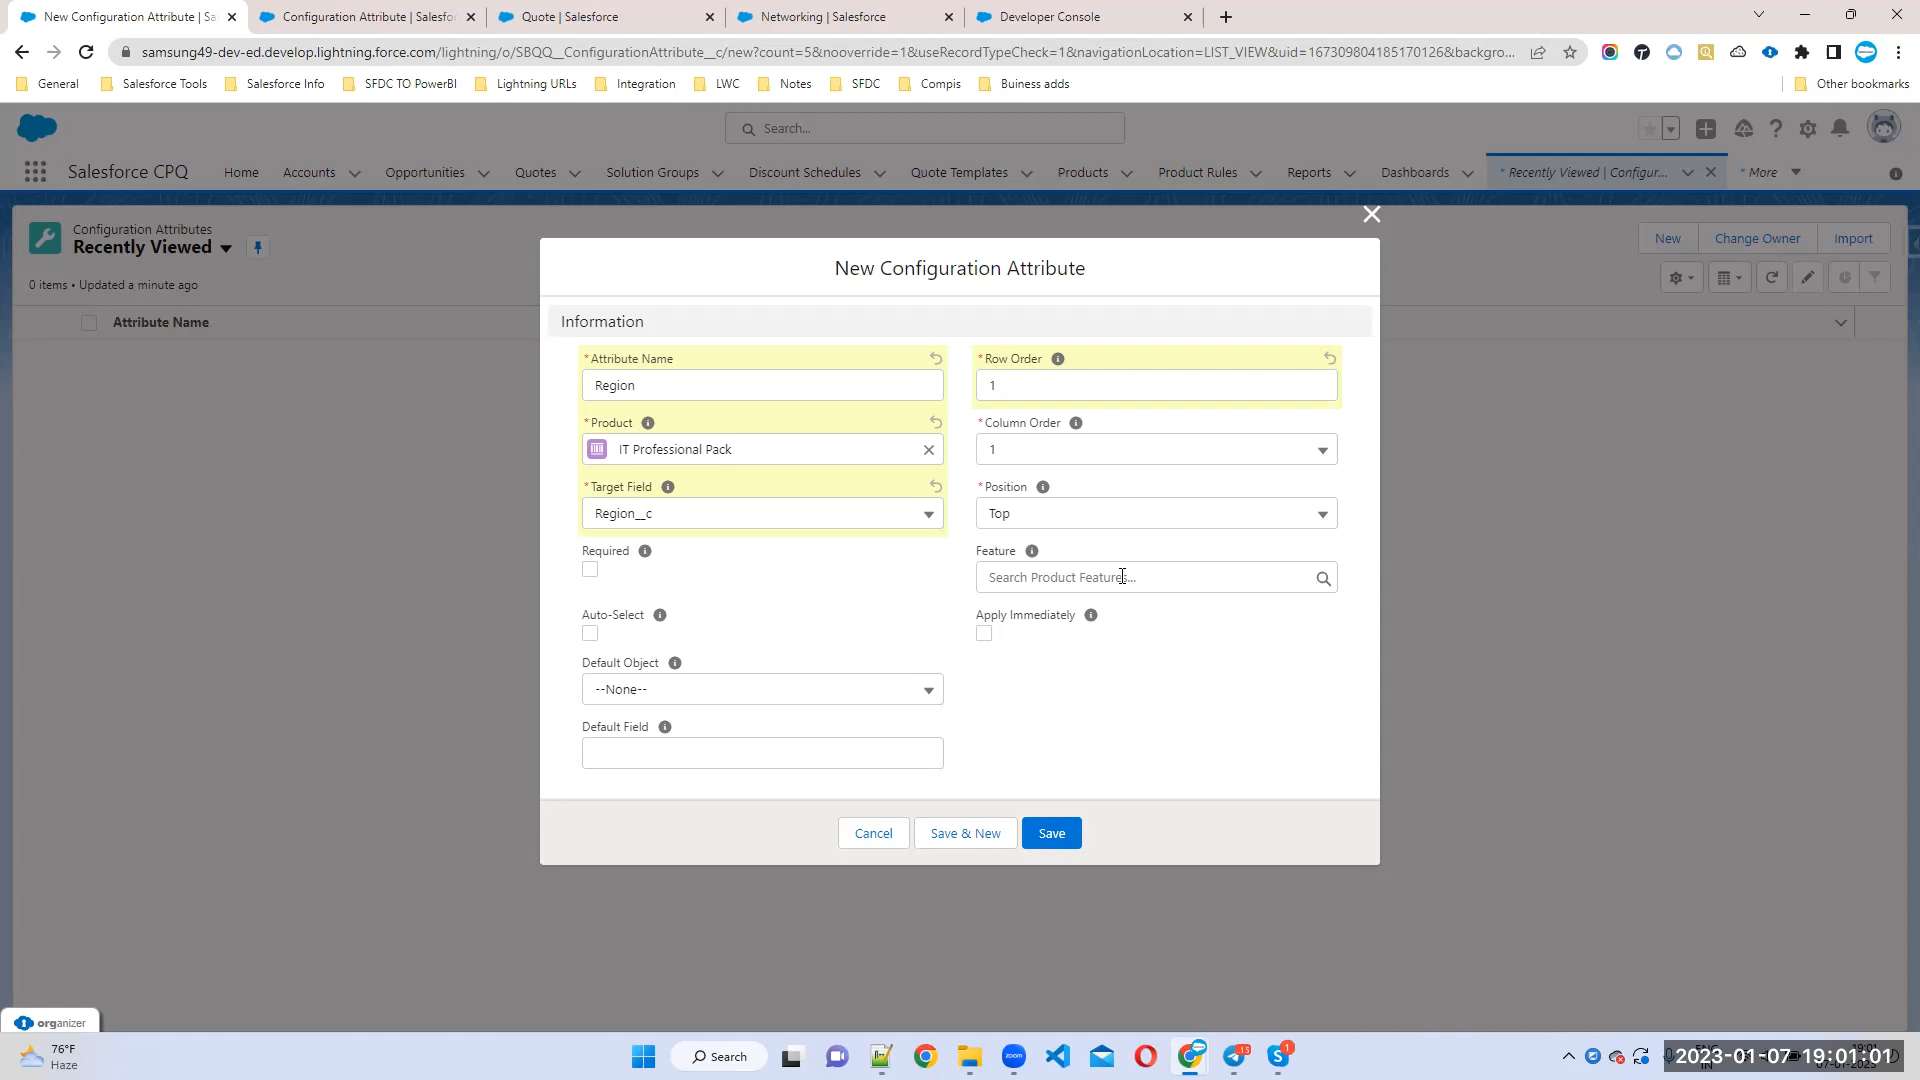 New Configuration Attribute | Sa
Configuration Attribute | Salesfor
Quote | Salesforce
Networking | Salesforce
Developer Console
samsung49-dev-ed.develop.lightning.force.com/lightning/o/SBQQ__ConfigurationAttribute__c/new?count=5&nooverride=1&useRecordTypeCheck=1&navigationLocation=LIST_VIEW&uid=167309804185170126&backgro...
General
Salesforce Tools
Salesforce Info
SFDC TO PowerBI
Lightning URLs
Integration
LWC
Notes
SFDC
Compis
Buiness adds
Other bookmarks
Search...
Salesforce CPQ
Home
Accounts
Opportunities
Quotes
Solution Groups
Discount Schedules
Quote Templates
Products
Product Rules
Reports
Dashboards
* Recently Viewed | Configur...
* More
Configuration Attributes
Recently Viewed
New
Change Owner
Import
0 items • Updated a minute ago
Attribute Name
New Configuration Attribute
Information
*Attribute Name
Region
*Row Order
1
*Product
IT Professional Pack
*Column Order
1
*Target Field
Region__c
*Position
Top
Required
Feature
Search Product Features...
Auto-Select
Apply Immediately
Default Object
--None--
Default Field
Cancel
Save & New
Save
organizer
76°F
Haze
Search
zoom
13
1
2023-01-07-19:01:01